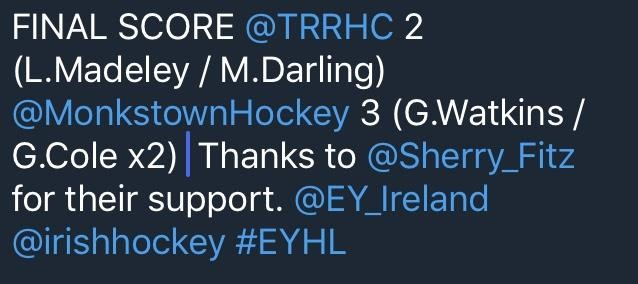 FINAL SCORE @TRRHC 2
(L.Madeley / M.Darling)
@MonkstownHockey 3 (G.Watkins /
G.Cole x2) Thanks to @Sherry_Fitz
for their support. @EY_Ireland
@irishhockey #EYHL